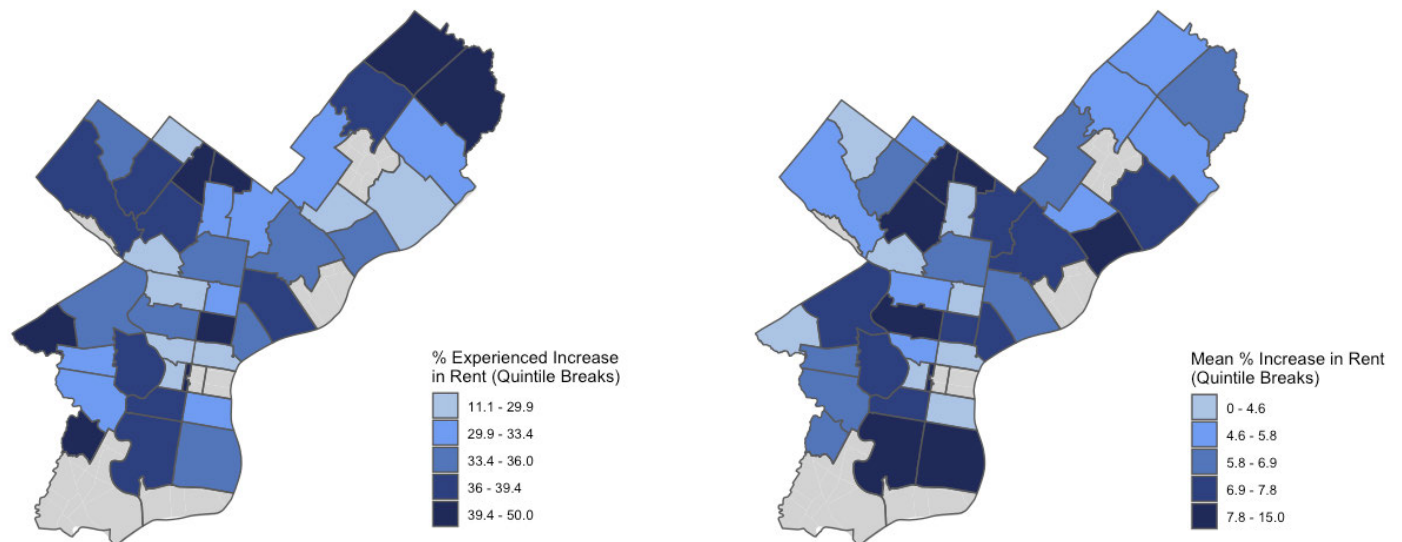 % Experienced Increase
in Rent (Quintile Breaks)
11.1 - 29.9
29.9 - 33.4
33.4 - 36.0
36 - 39.4
39.4 - 50.0
Mean % Increase in Rent
(Quintile Breaks)
0 - 4.6
4.6 - 5.8
5.8 - 6.9
6.9 - 7.8
7.8 - 15.0